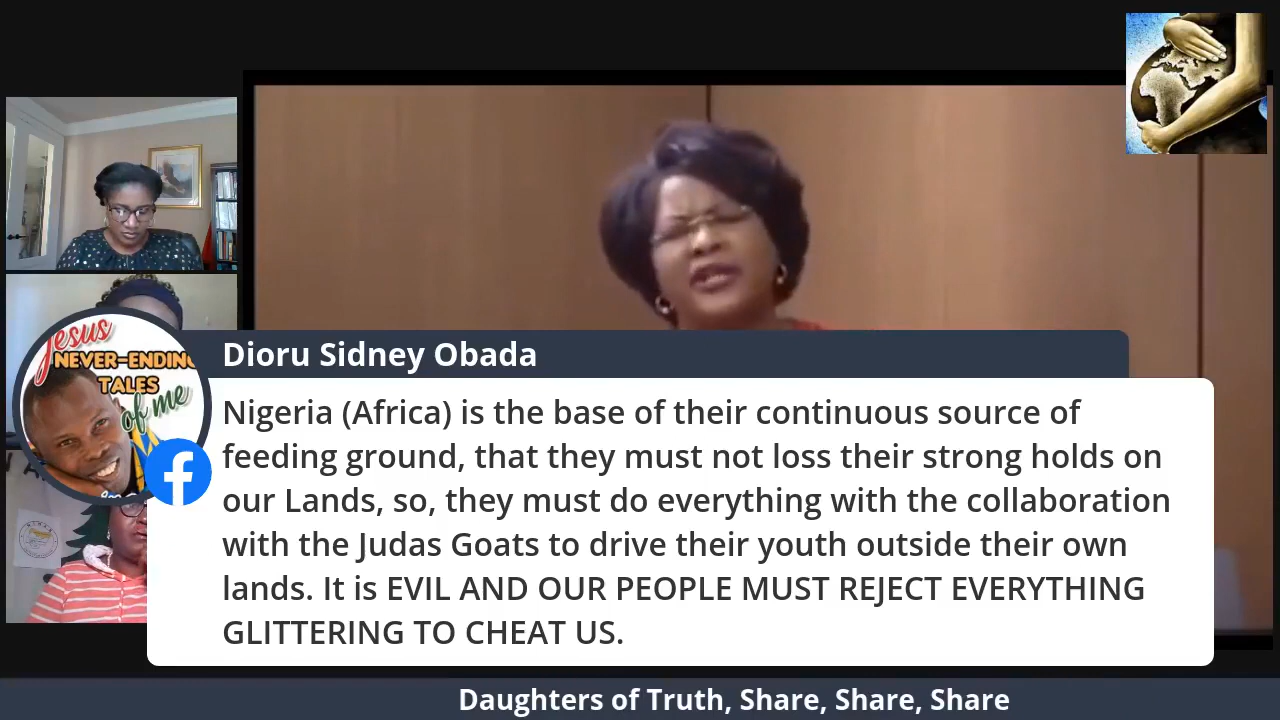 Jesus
NEVER-ENDING
TALES
of me
Dioru Sidney Obada
Nigeria (Africa) is the base of their continuous source of
feeding ground, that they must not loss their strong holds on
our Lands, so, they must do everything with the collaboration
with the Judas Goats to drive their youth outside their own
lands. It is EVIL AND OUR PEOPLE MUST REJECT EVERYTHING
GLITTERING TO CHEAT US.
Daughters of Truth, Share, Share, Share